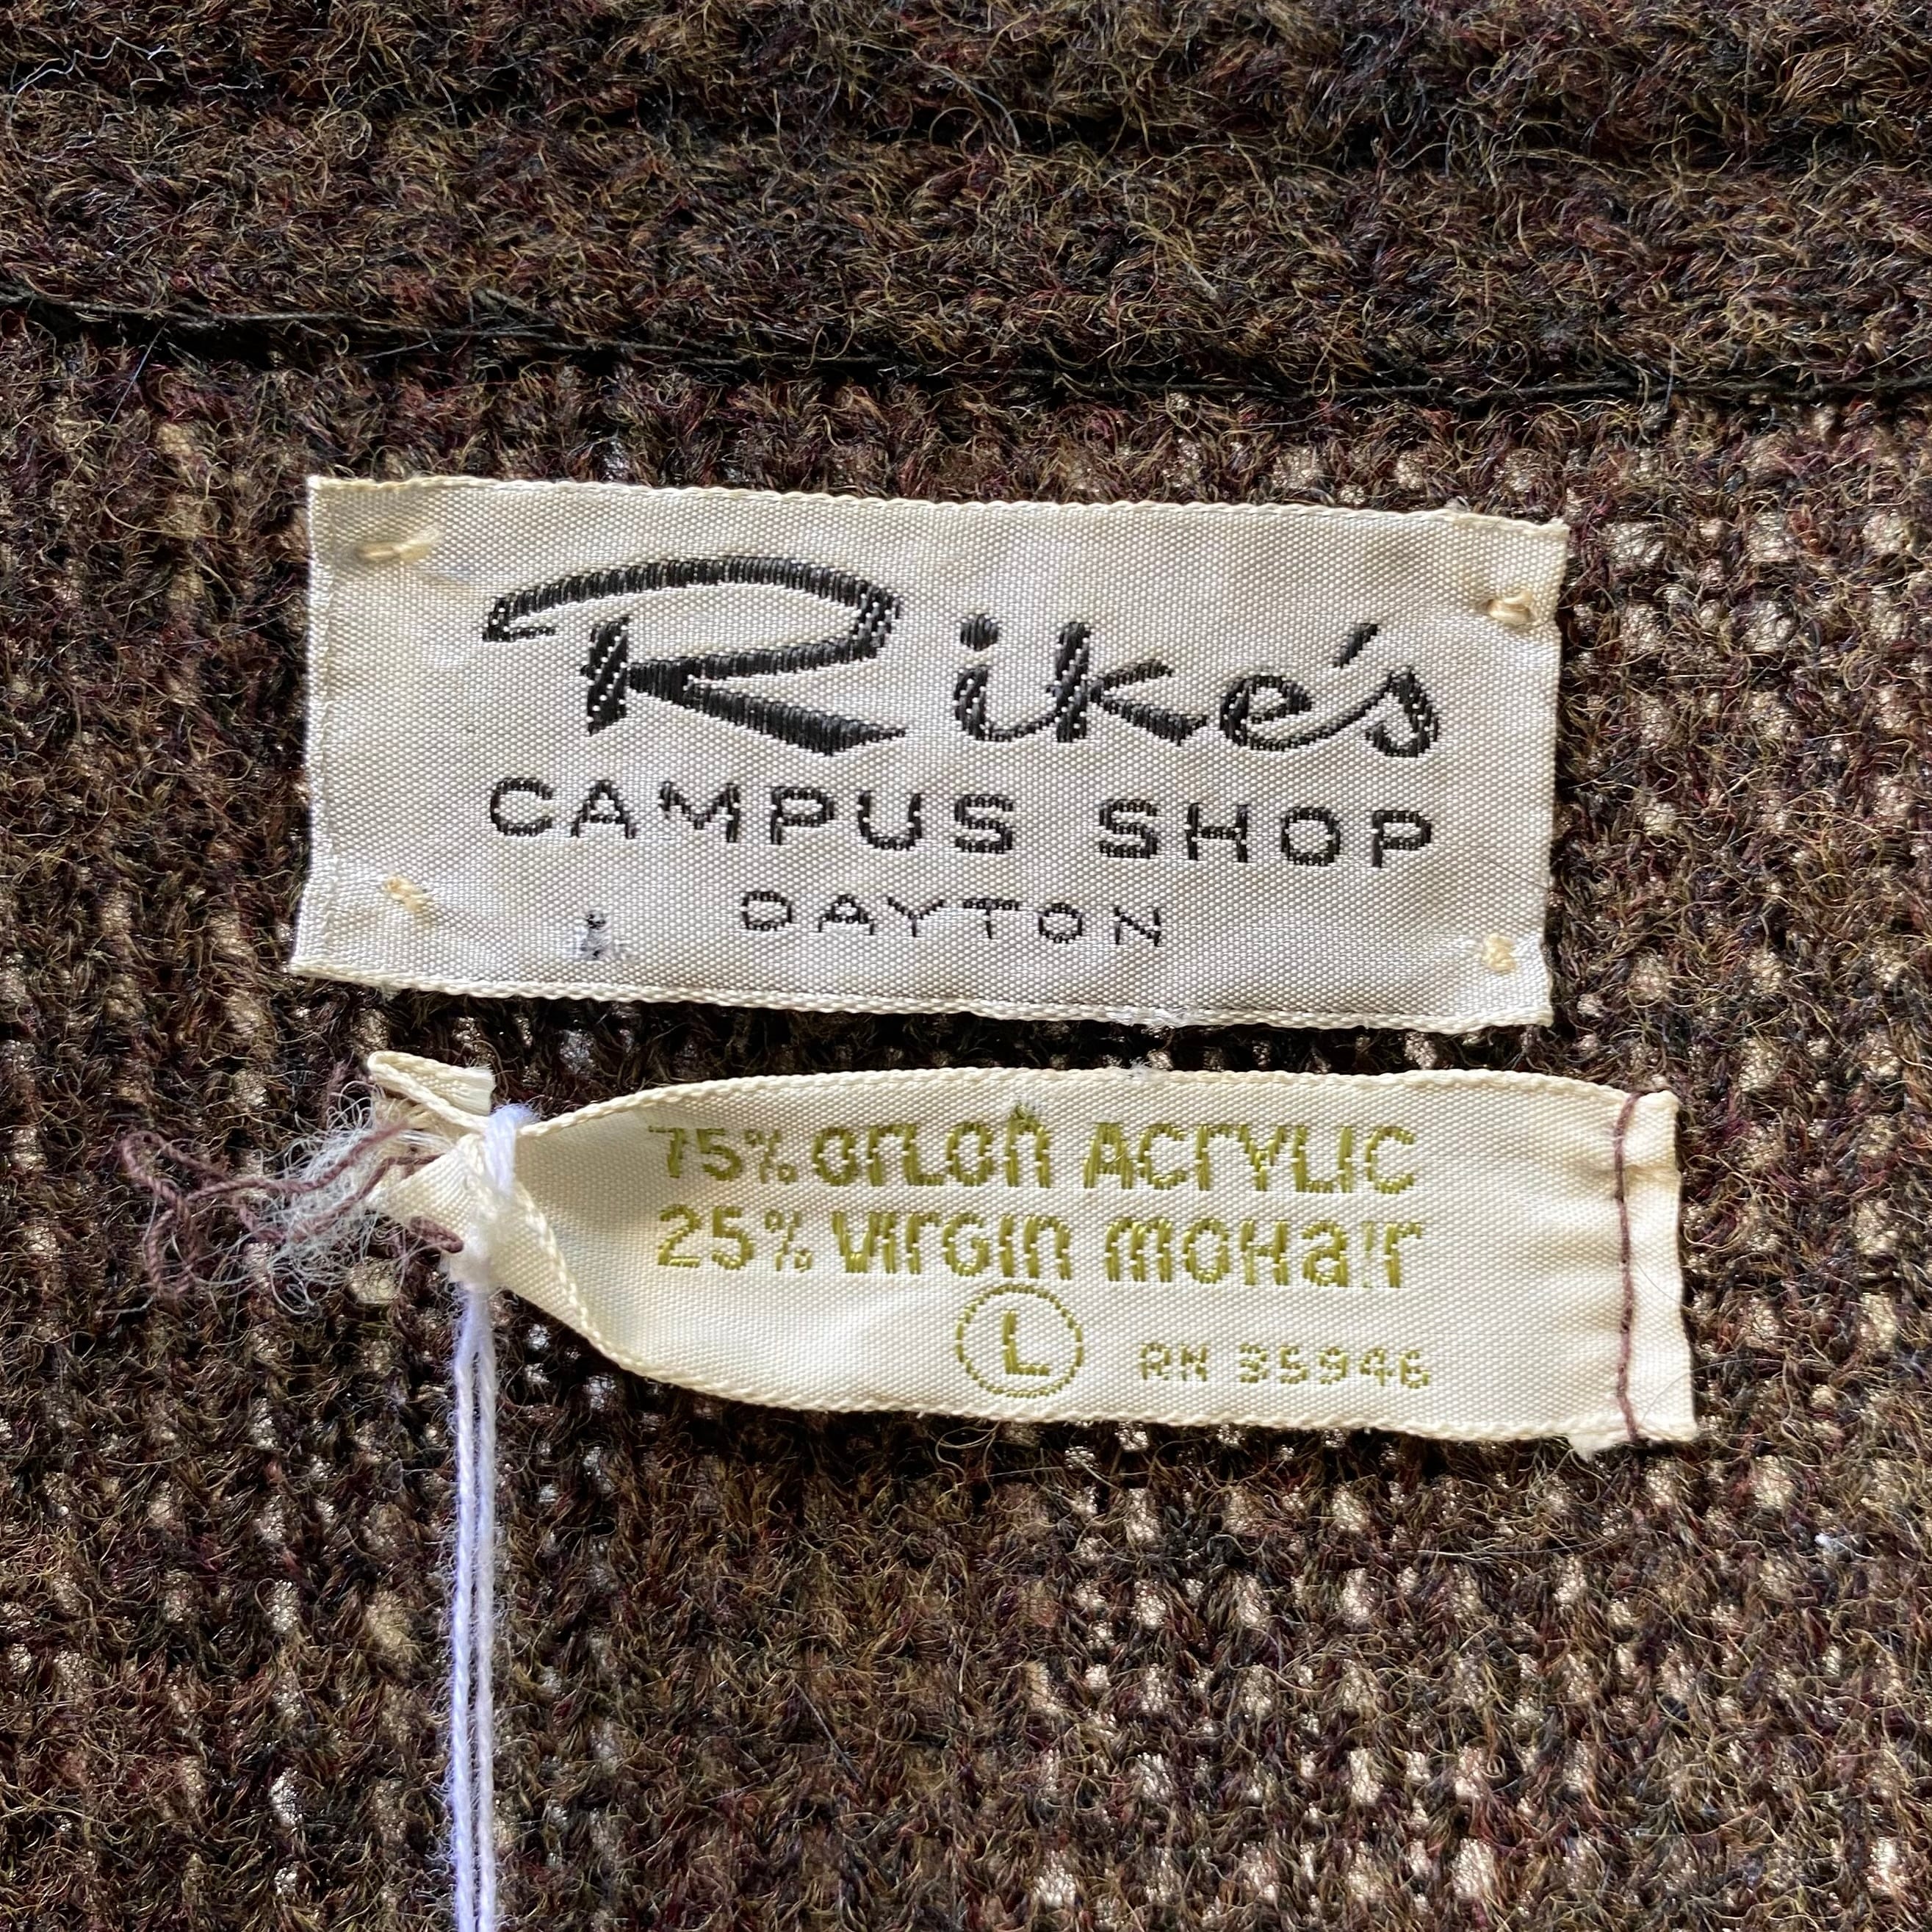 Rike's
CAMPUS SHOP
DAYTON
75% OrLOn ACrYLIC
25% VIrGIn mOHair
L
RN 35946